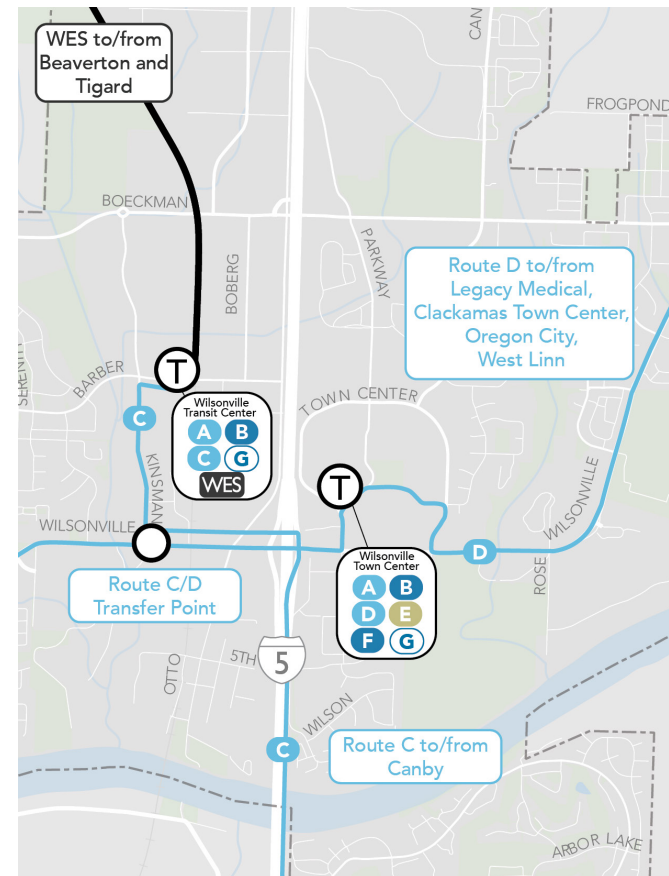 WES to/from
Beaverton and
Tigard
CAN
FROGPOND
BOECKMAN
BOBERG
PARKWAY
Route D to/from
Legacy Medical,
Clackamas Town Center,
Oregon City,
West Linn
T
BARBER
SERENIT
C
Wilsonville
Transit Center
A B
C G
WES
TOWN CENTER
KINSMAN
T
WILSONVILLE
WILSONVILLE
D
Route C/D
Transfer Point
Wilsonville
Town Center
A B
D E
F G
ROSE
5TH
5
OTTO
WILSON
C
Route C to/from
Canby
ARBOR LAKE